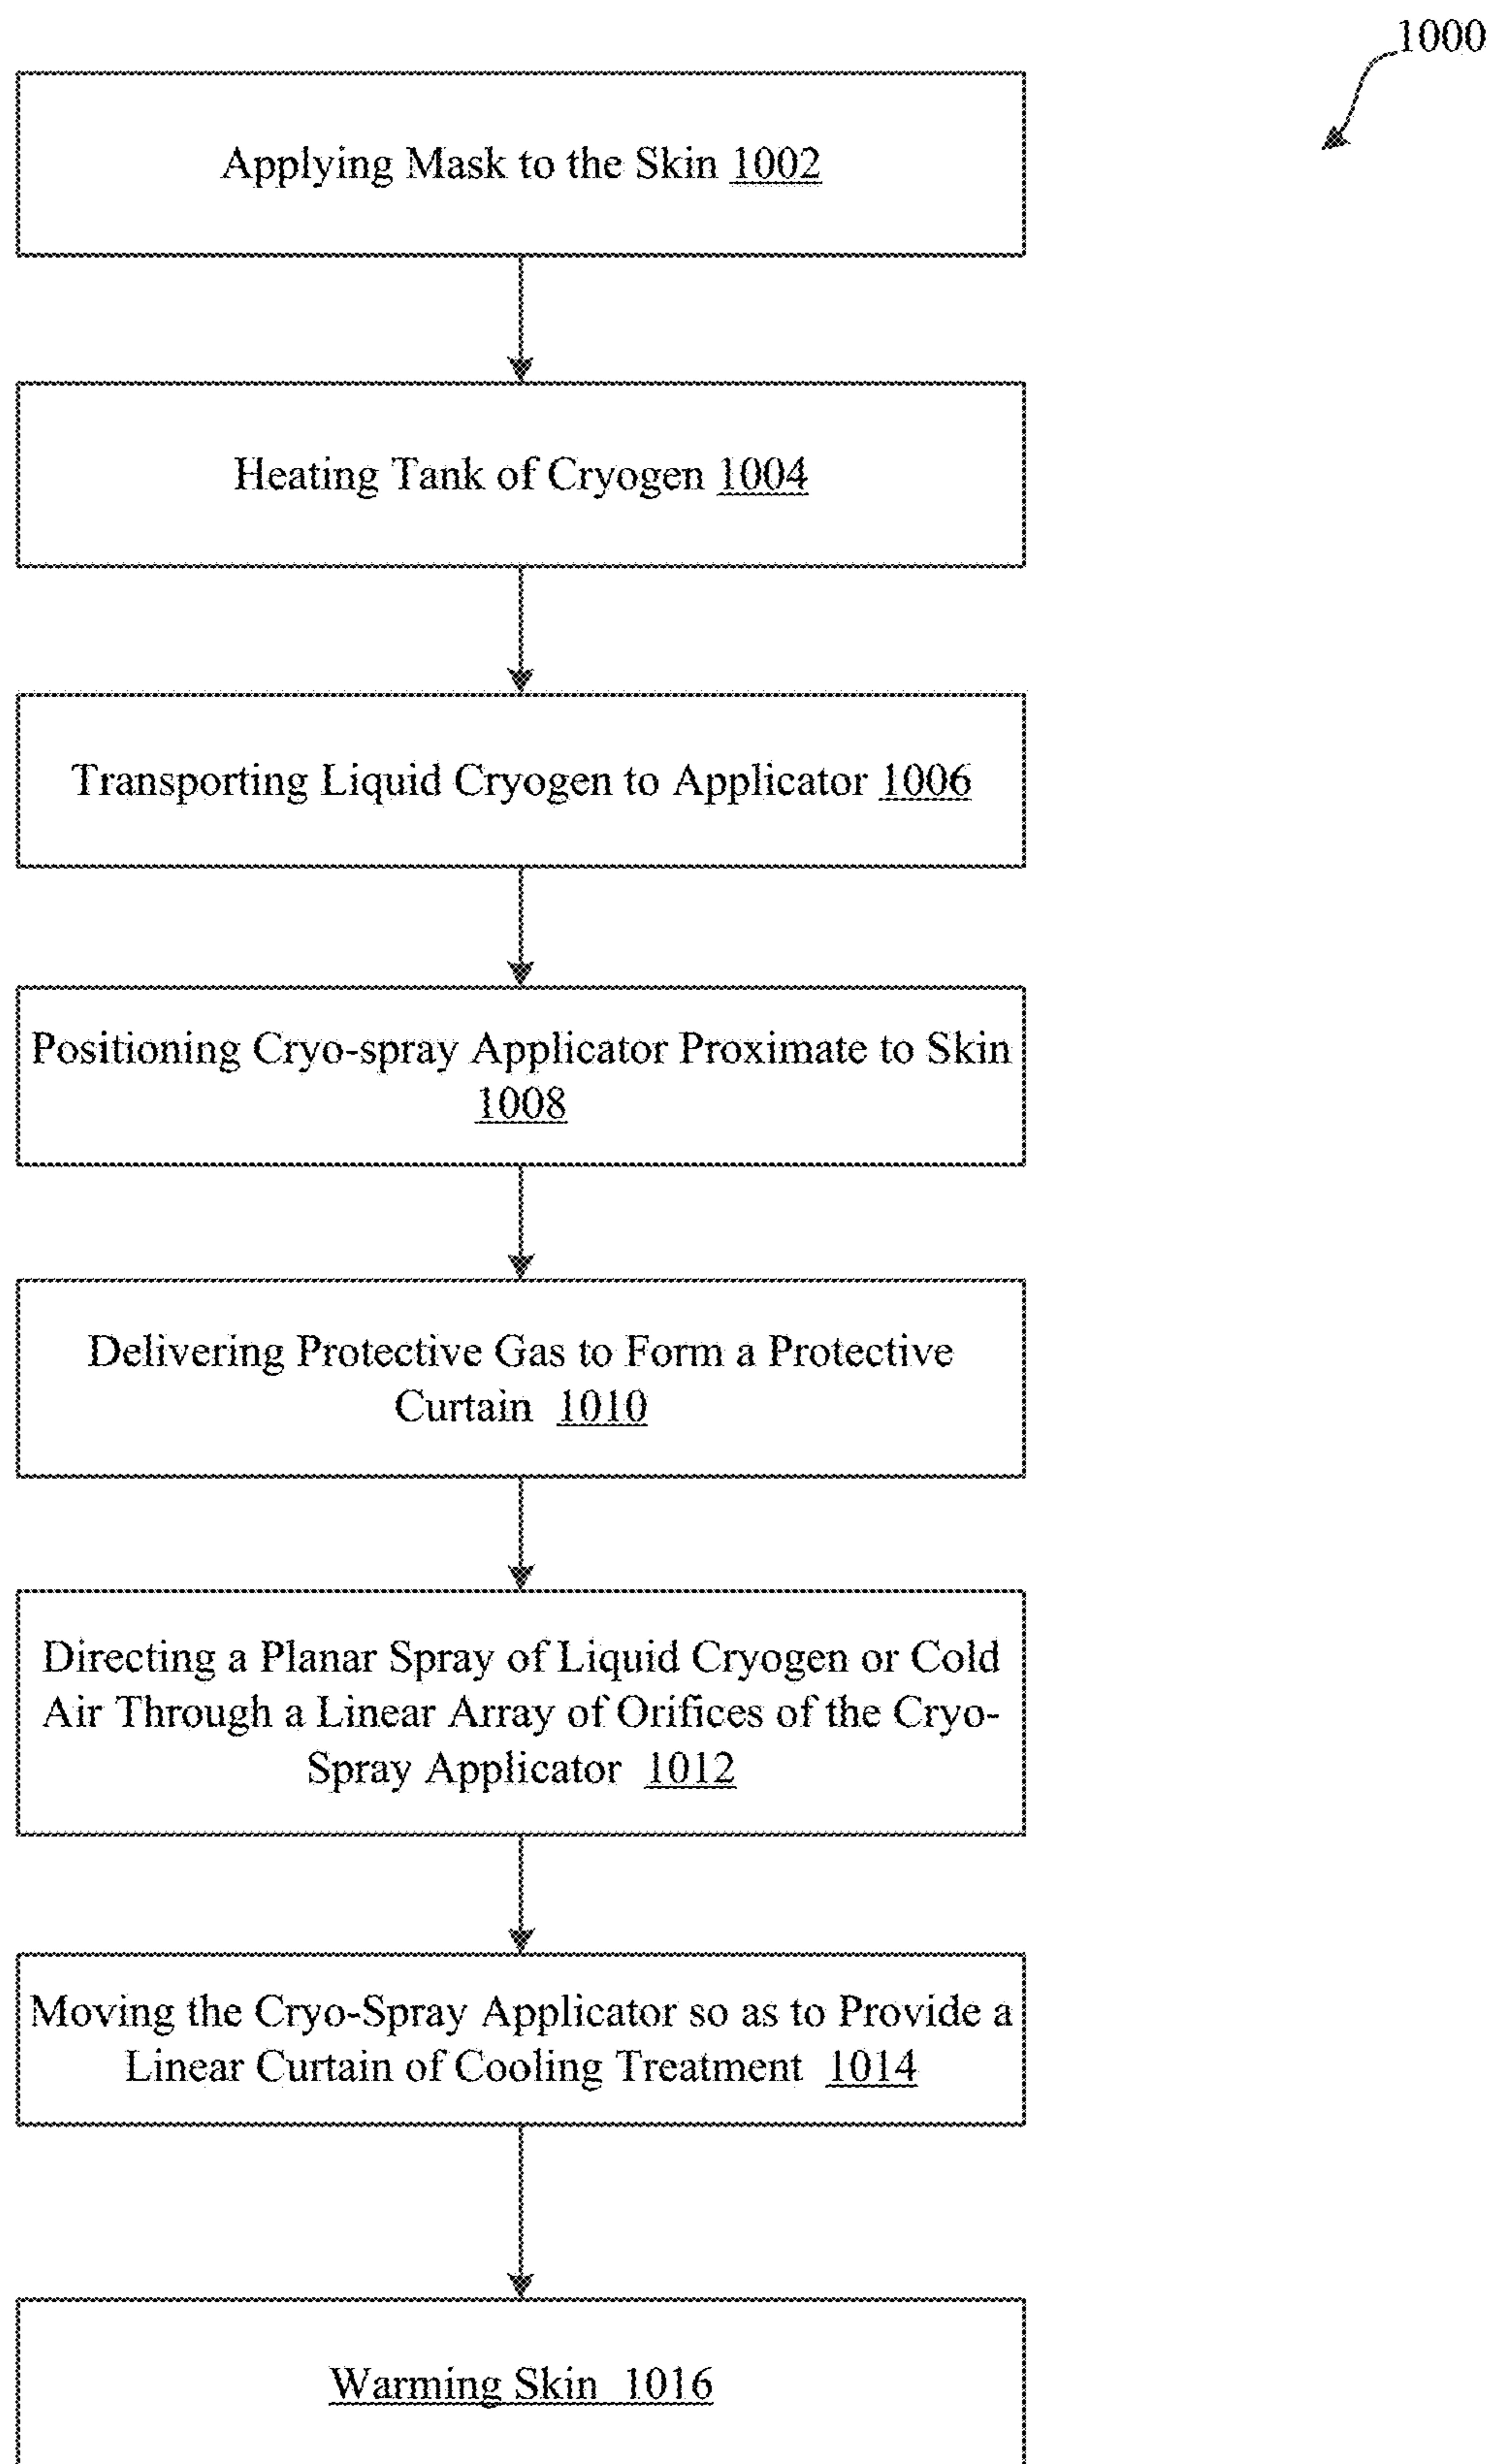 1000
Applying Mask to the Skin 1002
Heating Tank of Cryogen 1004
Transporting Liquid Cryogen to Applicator 1006
Positioning Cryo-spray Applicator Proximate to Skin
1008
Delivering Protective Gas to Form a Protective
Curtain 1010
Directing a Planar Spray of Liquid Cryogen or Cold
Air Through a Linear Array of Orifices of the Cryo-
Spray Applicator 1012
Moving the Cryo-Spray Applicator so as to Provide a
Linear Curtain of Cooling Treatment 1014
Warming Skin 1016